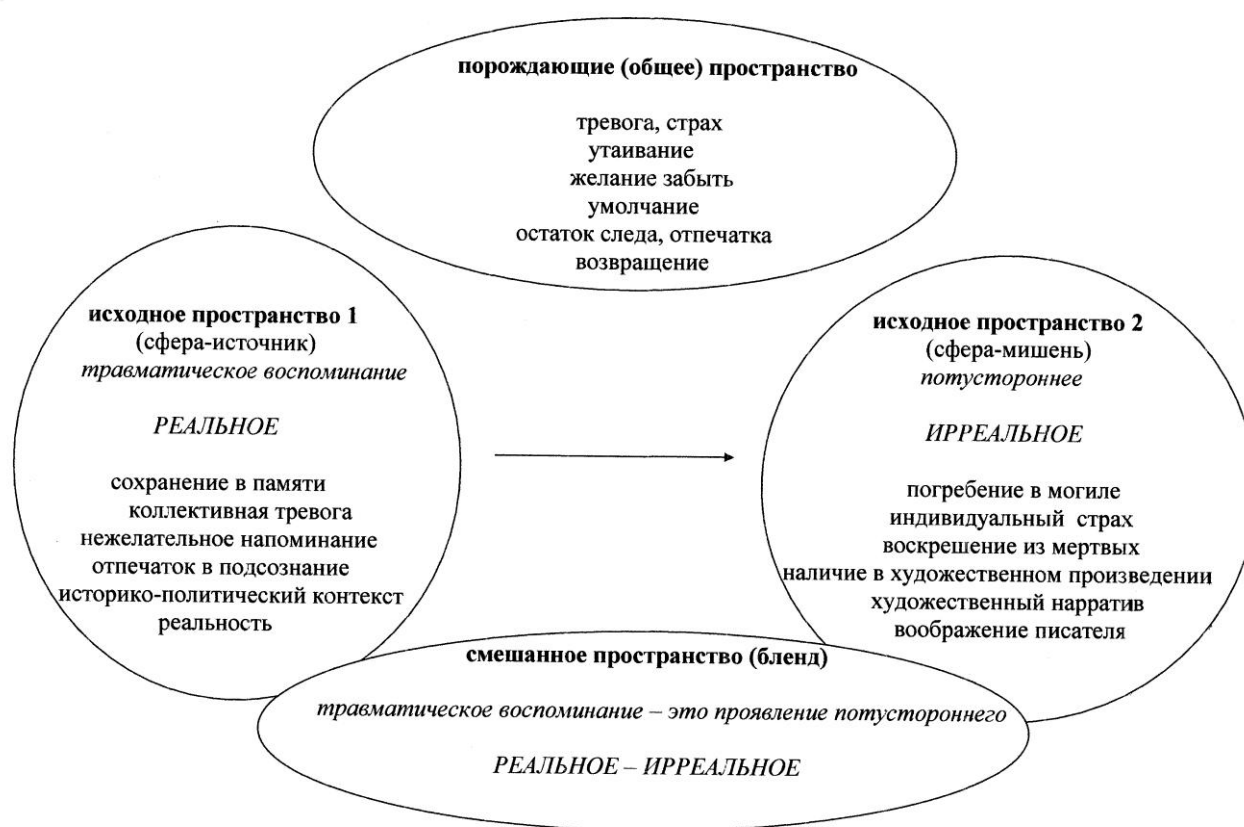 порождающие (общее) пространство
тревога, страх
утаивание
желание забыть
умолчание
остаток следа, отпечатка
возвращение
исходное пространство 1
(сфера-источник)
травматическое воспоминание
РЕАЛЬНОЕ
сохранение в памяти
коллективная тревога
нежелательное напоминание
отпечаток в подсознание
историко-политический контекст
реальность
исходное пространство 2
(сфера-мишень)
потустороннее
ИРРЕАЛЬНОЕ
погребение в могиле
индивидуальный страх
воскрешение из мертвых
наличие в художественном произведении
художественный нарратив
воображение писателя
смешанное пространство (бленд)
травматическое воспоминание – это проявление потустороннего
РЕАЛЬНОЕ – ИРРЕАЛЬНОЕ